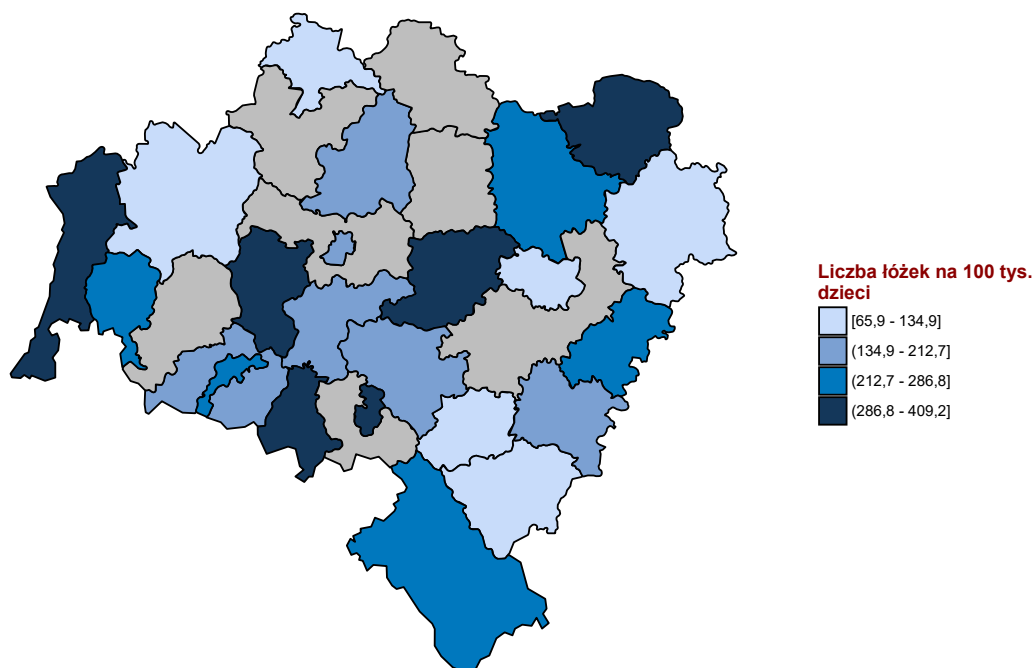 Liczba łóżek na 100 tys.
dzieci
[65,9 - 134,9]
(134,9 - 212,7]
(212,7 - 286,8]
(286,8 - 409,2]